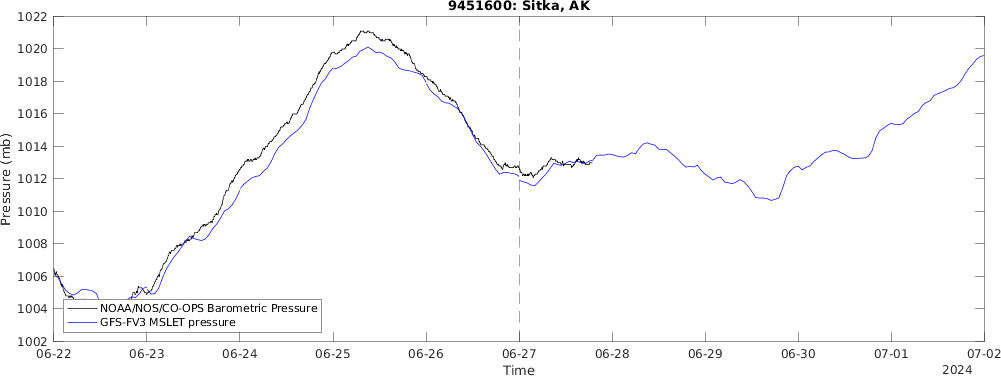 9451600: Sitka, AK
1022
1020
1018
1016
1014
1012
1010
1008
1006
1004
1002
Pressure (mb)
NOAA/NOS/CO-OPS Barometric Pressure
GFS-FV3 MSLET pressure
06-22 06-23 06-24 06-25 06-26 06-27 06-28 06-29 06-30 07-01 07-02
Time
2024